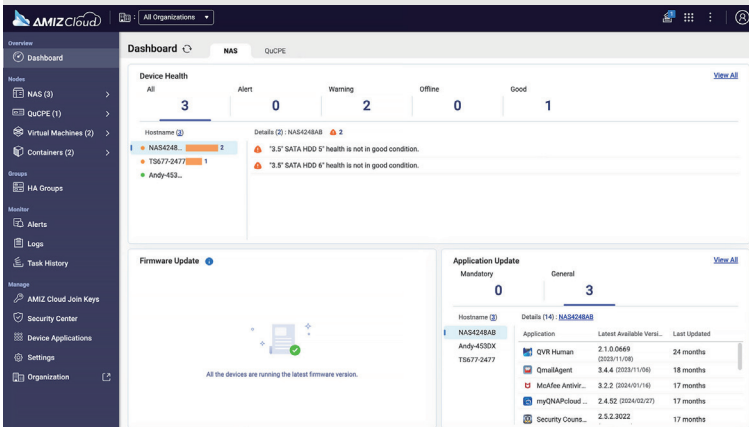 AMIZCloud
All Organizations
Overview
Dashboard
Nodes
NAS (3)
QuCPE (1)
Virtual Machines (2)
Containers (2)
Groups
HA Groups
Monitor
Alerts
Logs
Task History
Manage
AMIZ Cloud Join Keys
Security Center
Device Applications
Settings
Organization
Dashboard
NAS
QuCPE
Device Health
View All
All
Alert
Warning
Offline
Good
3
0
2
0
1
Hostname (3)
NAS4248... 2
TS677-2477 1
Andy-453...
Details (2) : NAS4248AB 2
"3.5" SATA HDD 5" health is not in good condition.
"3.5" SATA HDD 6" health is not in good condition.
Firmware Update
All the devices are running the latest firmware version.
Application Update
View All
Mandatory
General
0
3
Hostname (3)
NAS4248AB
Andy-453DX
TS677-2477
Details (14) : NAS4248AB
Application Latest Available Versi... Last Updated
QVR Human 2.1.0.0669 (2023/11/08) 24 months
QmailAgent 3.4.4 (2023/11/06) 18 months
McAfee Antivir... 3.2.2 (2024/01/16) 17 months
myQNAPcloud ... 2.4.52 (2024/02/27) 17 months
Security Couns... 2.5.2.3022 17 months